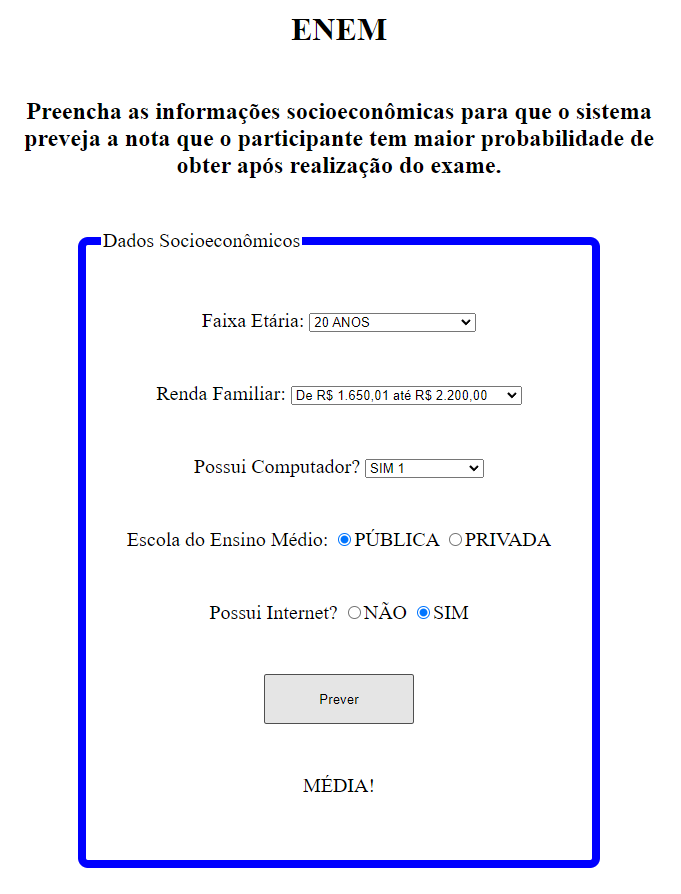 ENEM
Preencha as informações socioeconômicas para que o sistema
preveja a nota que o participante tem maior probabilidade de
obter após realização do exame.
Dados Socioeconômicos
Faixa Etária: 20 ANOS
Renda Familiar: De R$ 1.650,01 até R$ 2.200,00
Possui Computador? SIM 1
Escola do Ensino Médio: PÚBLICA PRIVADA
Possui Internet? NÃO SIM
Prever
MÉDIA!